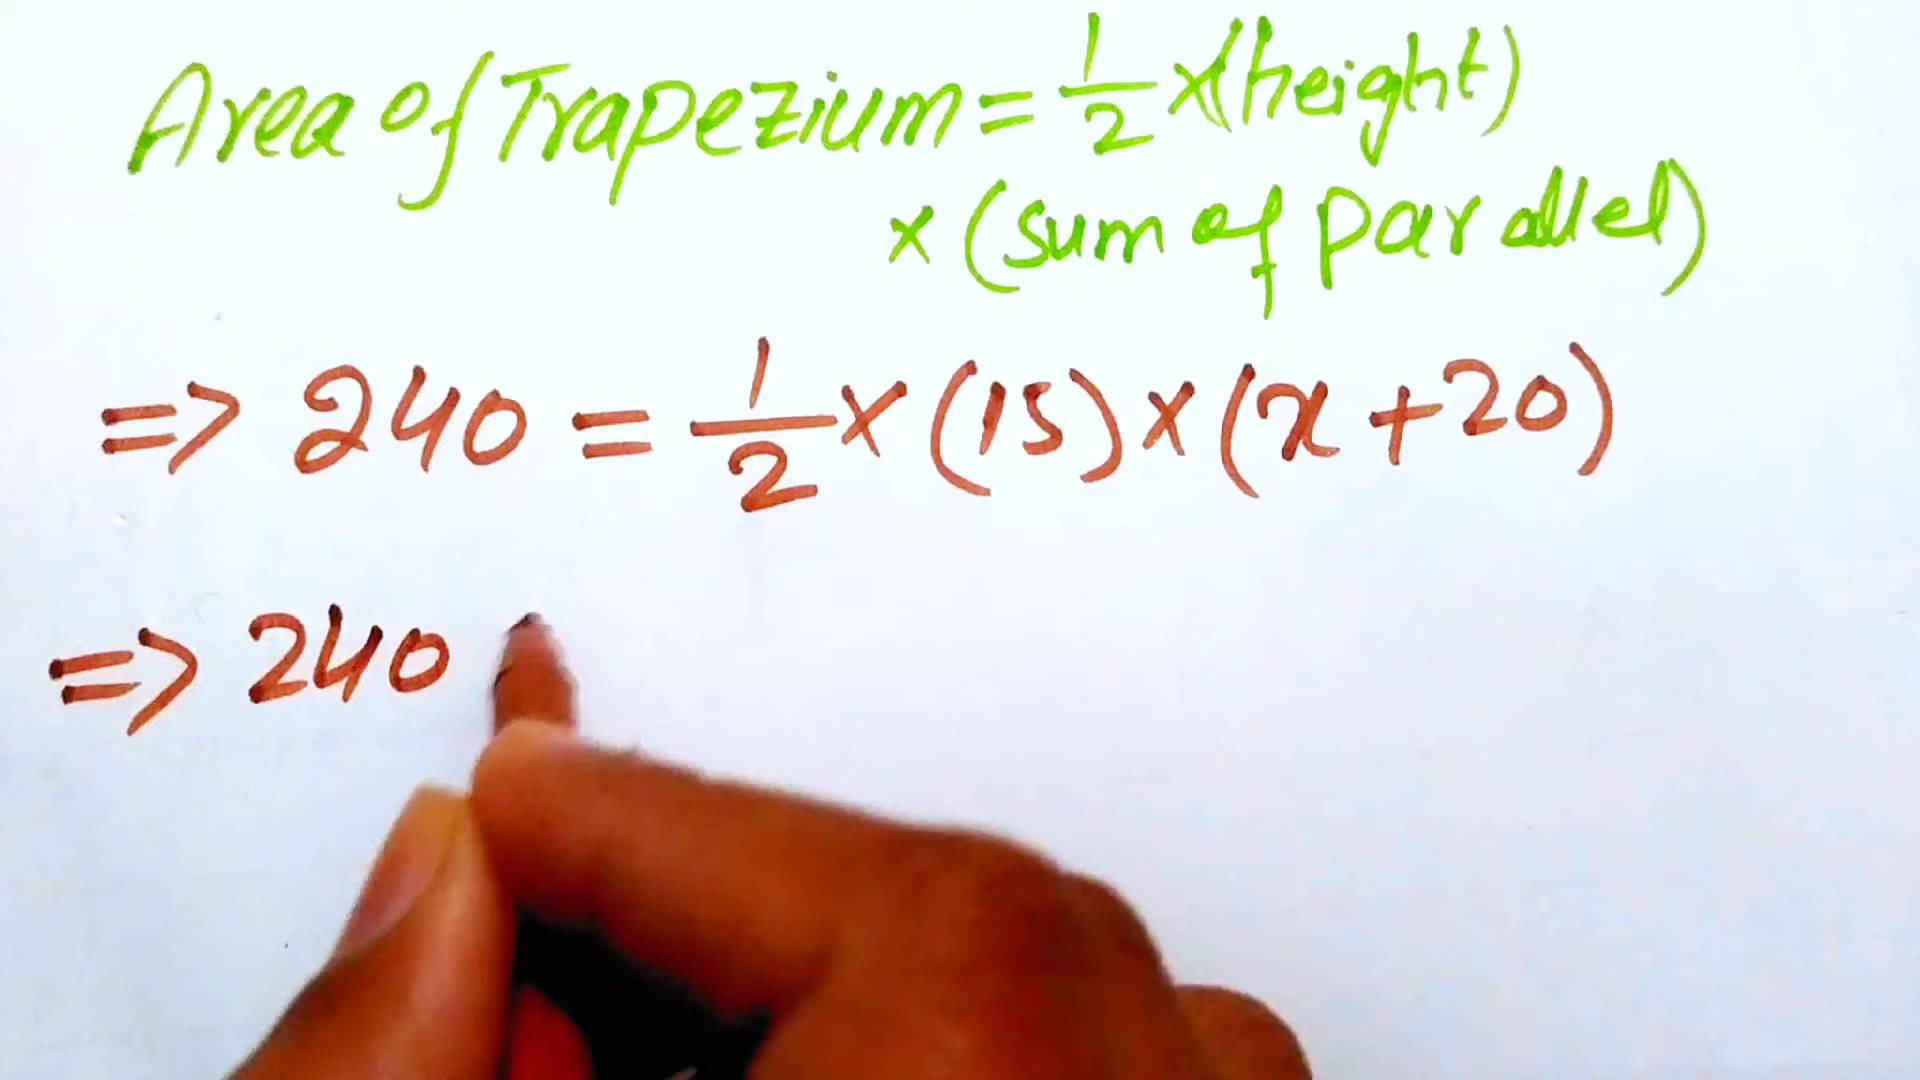 Area of Trapezium = 1/2 × (height)
× (sum of parallel)
⇒ 240 = 1/2 × (15) × (x + 20)
⇒ 240